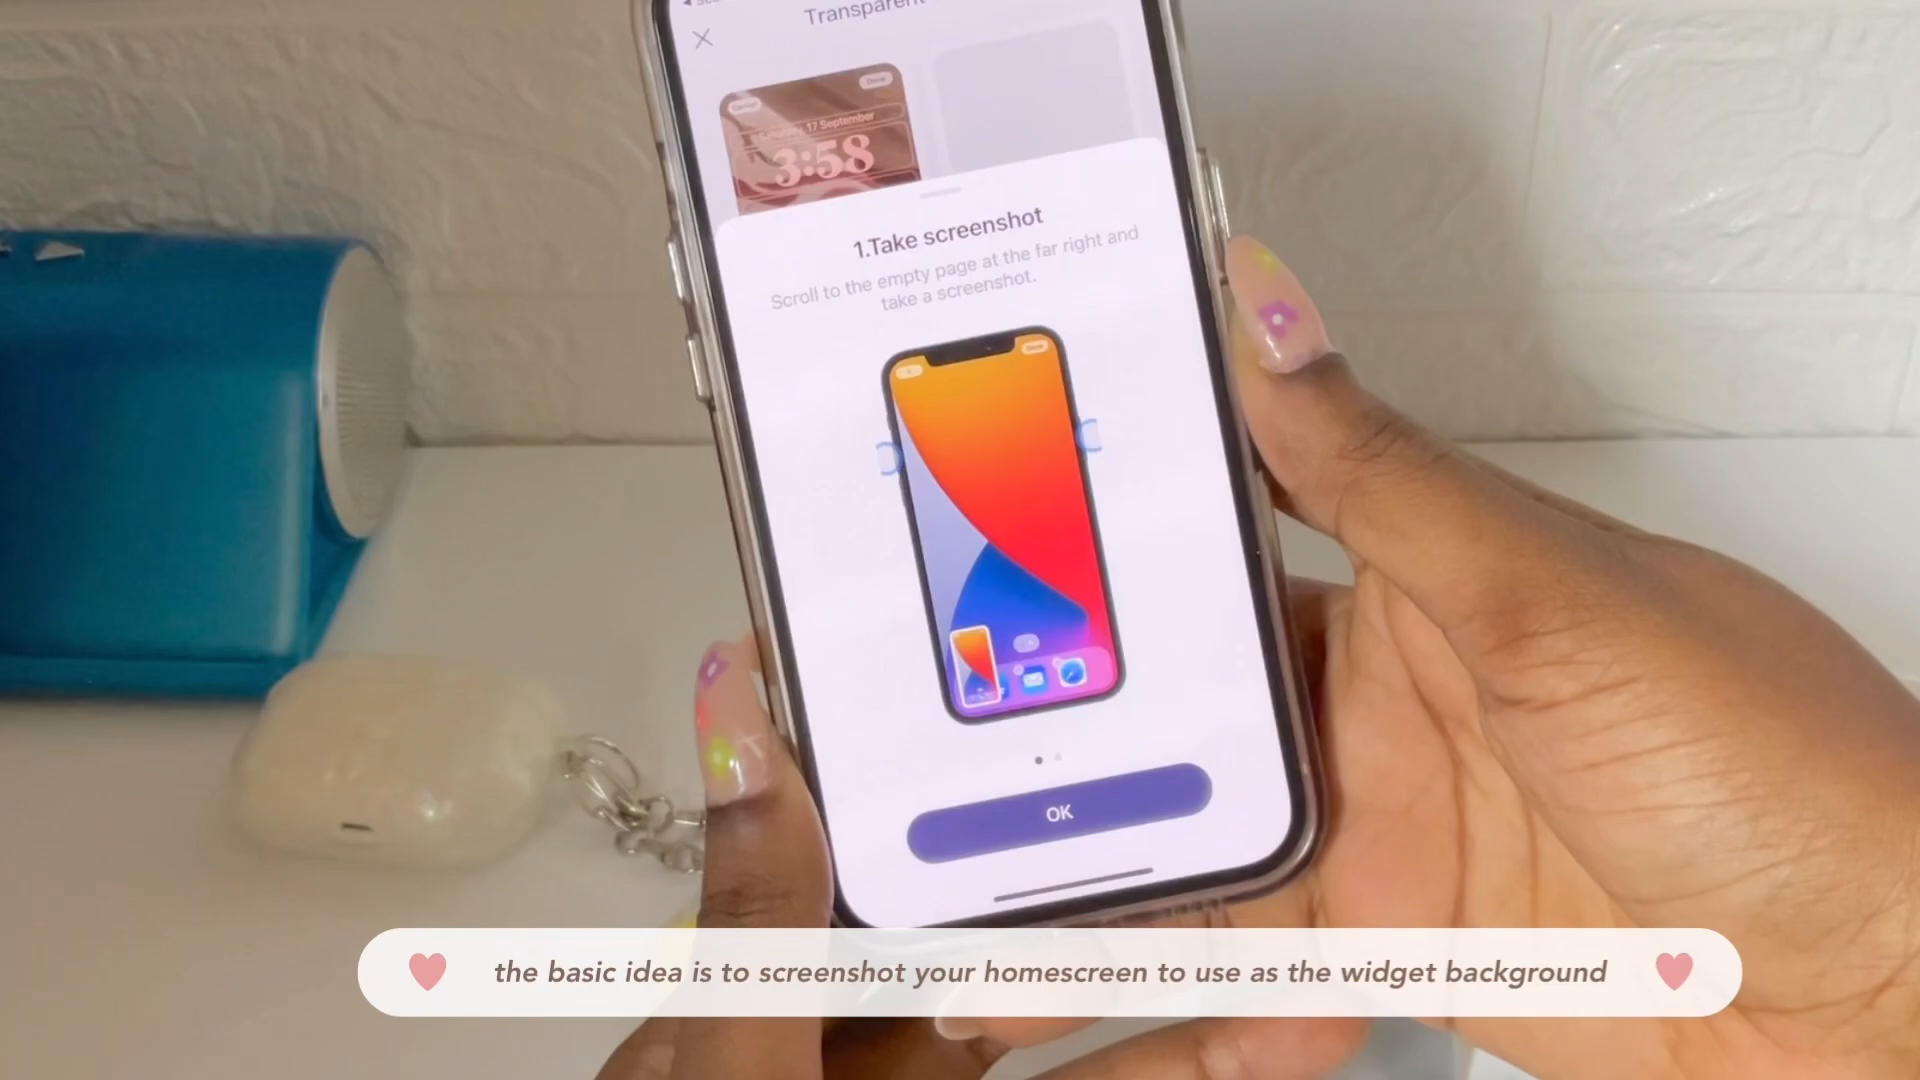 Transparent
17 September
3:58
1.Take screenshot
Scroll to the empty page at the far right and
take a screenshot.
OK
the basic idea is to screenshot your homescreen to use as the widget background